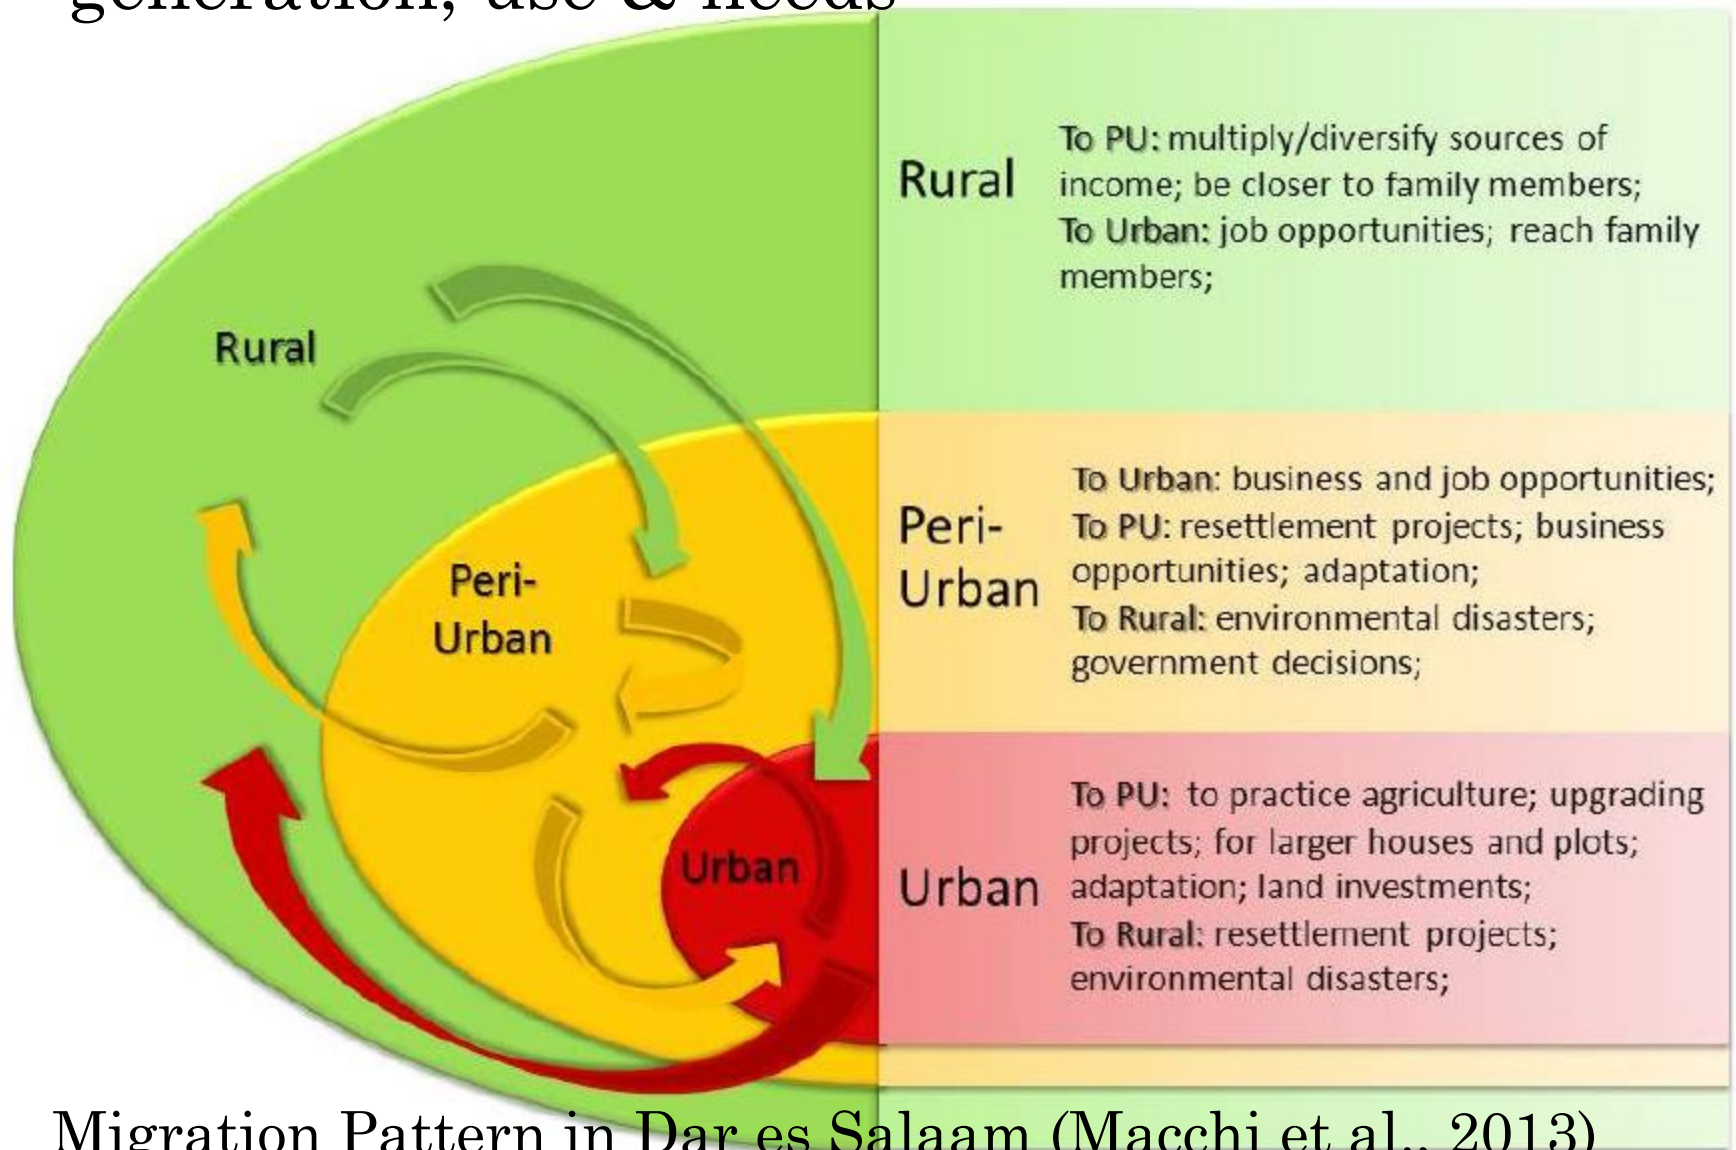 generation, use & needs
Rural
Peri-
Urban
Urban
Rural
To PU: multiply/diversify sources of
income; be closer to family members;
To Urban: job opportunities; reach family
members;
Peri-
Urban
To Urban: business and job opportunities;
To PU: resettlement projects; business
opportunities; adaptation;
To Rural: environmental disasters;
government decisions;
Urban
To PU: to practice agriculture; upgrading
projects; for larger houses and plots;
adaptation; land investments;
To Rural: resettlement projects;
environmental disasters;
Migration Pattern in Dar es Salaam (Macchi et al., 2013)